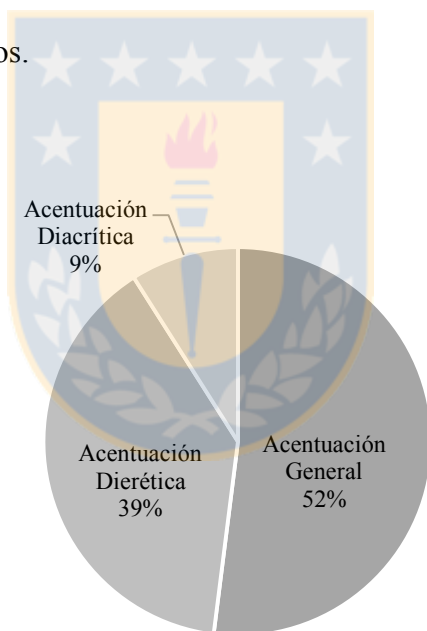 os.
Acentuación
Diacrítica
9%
Acentuación
Dierética
39%
Acentuación
General
52%